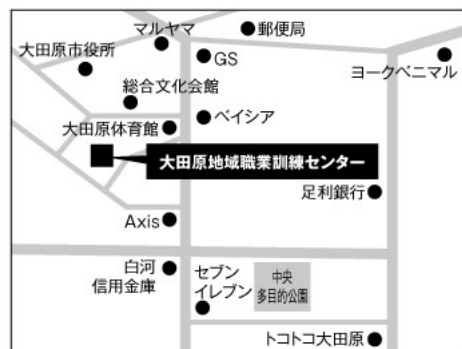 マルヤマ
郵便局
大田原市役所
GS
ヨークベニマル
総合文化会館
ベイシア
大田原体育館
大田原地域職業訓練センター
足利銀行
Axis
白河
信用金庫
セブン
イレブン
中央
多目的公園
トコトコ大田原